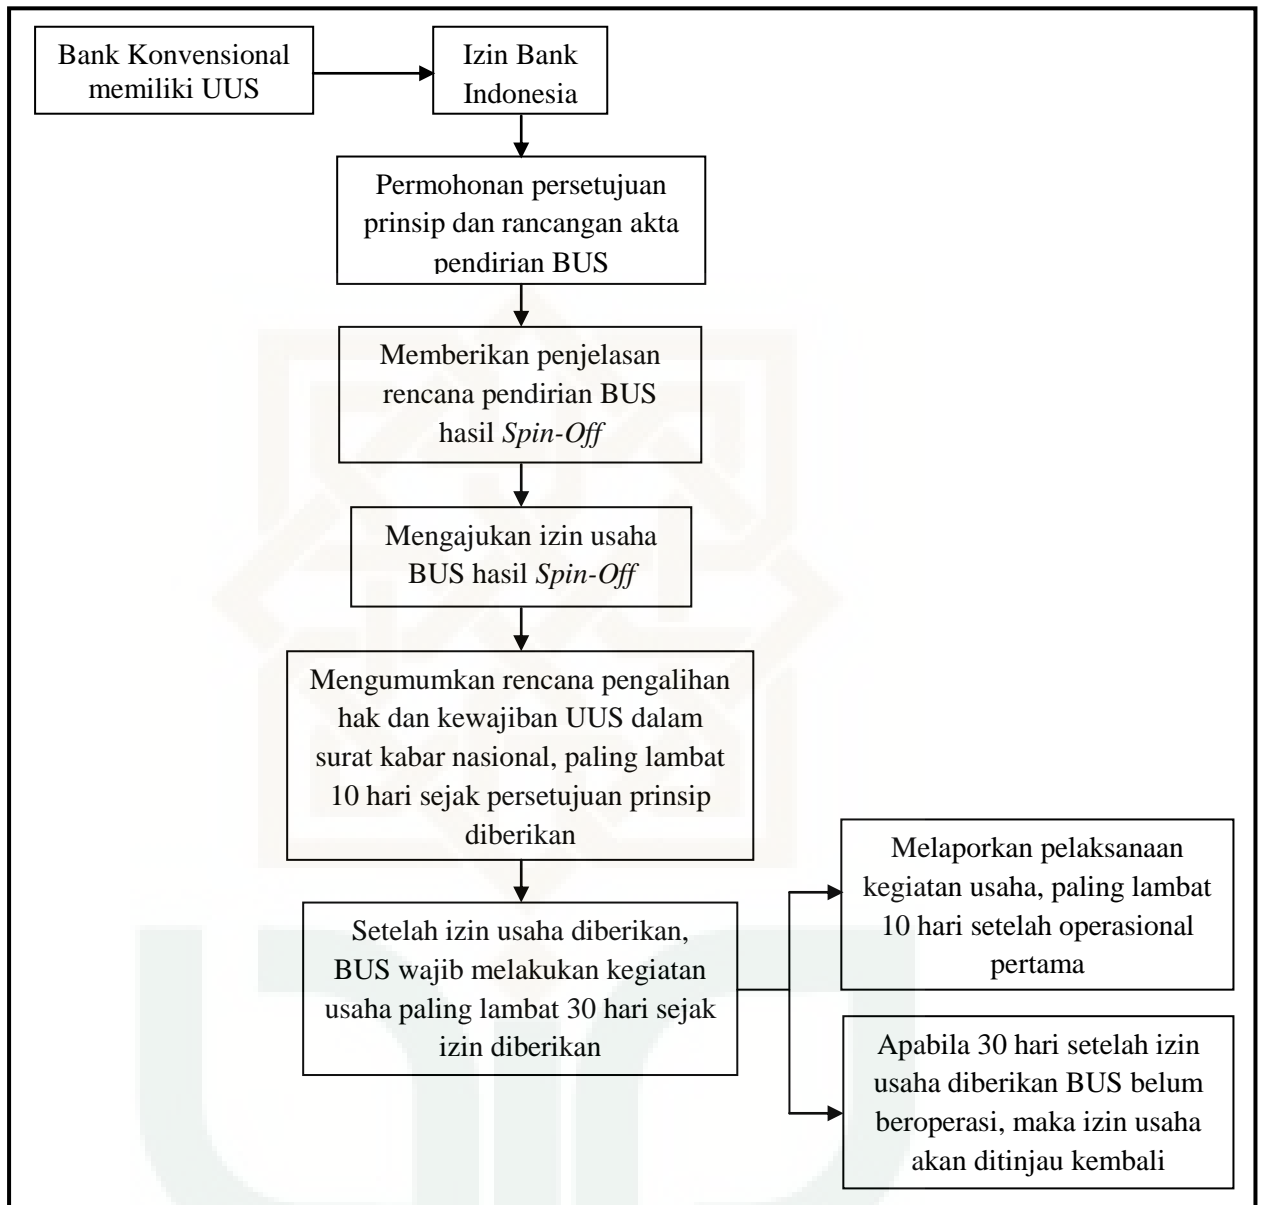 Bank Konvensional
memiliki UUS
Izin Bank
Indonesia
Permohonan persetujuan
prinsip dan rancangan akta
pendirian BUS
Memberikan penjelasan
rencana pendirian BUS
hasil Spin-Off
Mengajukan izin usaha
BUS hasil Spin-Off
Mengumumkan rencana pengalihan
hak dan kewajiban UUS dalam
surat kabar nasional, paling lambat
10 hari sejak persetujuan prinsip
diberikan
Setelah izin usaha diberikan,
BUS wajib melakukan kegiatan
usaha paling lambat 30 hari sejak
izin diberikan
Melaporkan pelaksanaan
kegiatan usaha, paling lambat
10 hari setelah operasional
pertama
Apabila 30 hari setelah izin
usaha diberikan BUS belum
beroperasi, maka izin usaha
akan ditinjau kembali